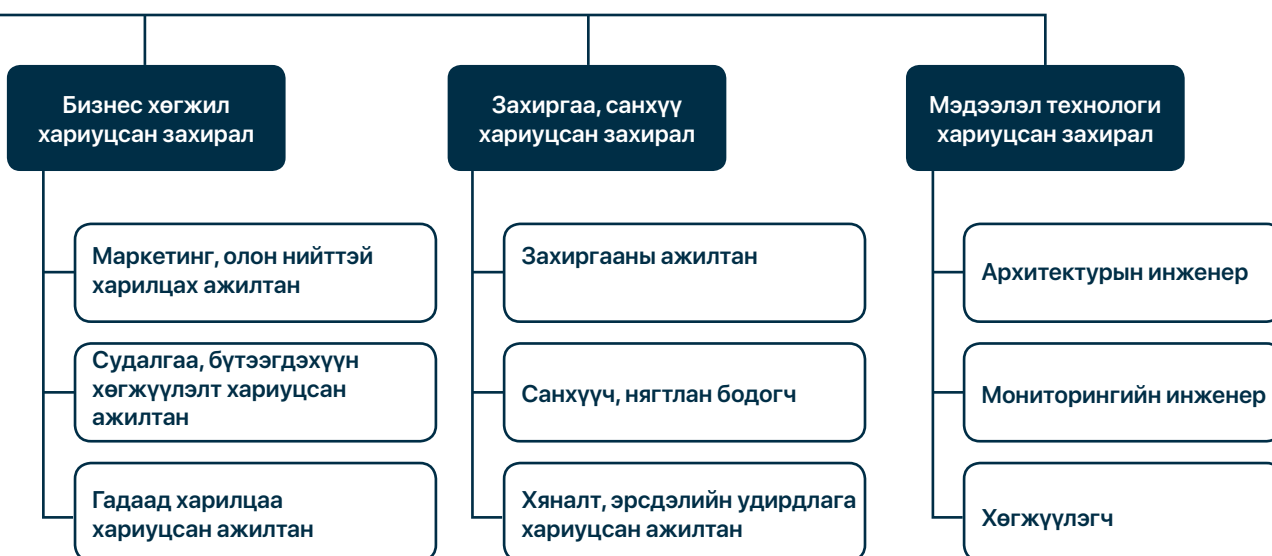 Бизнес хөгжил
хариуцсан захирал
Захиргаа, санхүү
хариуцсан захирал
Мэдээлэл технологи
хариуцсан захирал
Маркетинг, олон нийттэй
харилцах ажилтан
Судалгаа, бүтээгдэхүүн
хөгжүүлэлт хариуцсан
ажилтан
Гадаад харилцаа
хариуцсан ажилтан
Захиргааны ажилтан
Санхүүч, нягтлан бодогч
Хяналт, эрсдэлийн удирдлага
хариуцсан ажилтан
Архитектурын инженер
Мониторингийн инженер
Хөгжүүлэгч